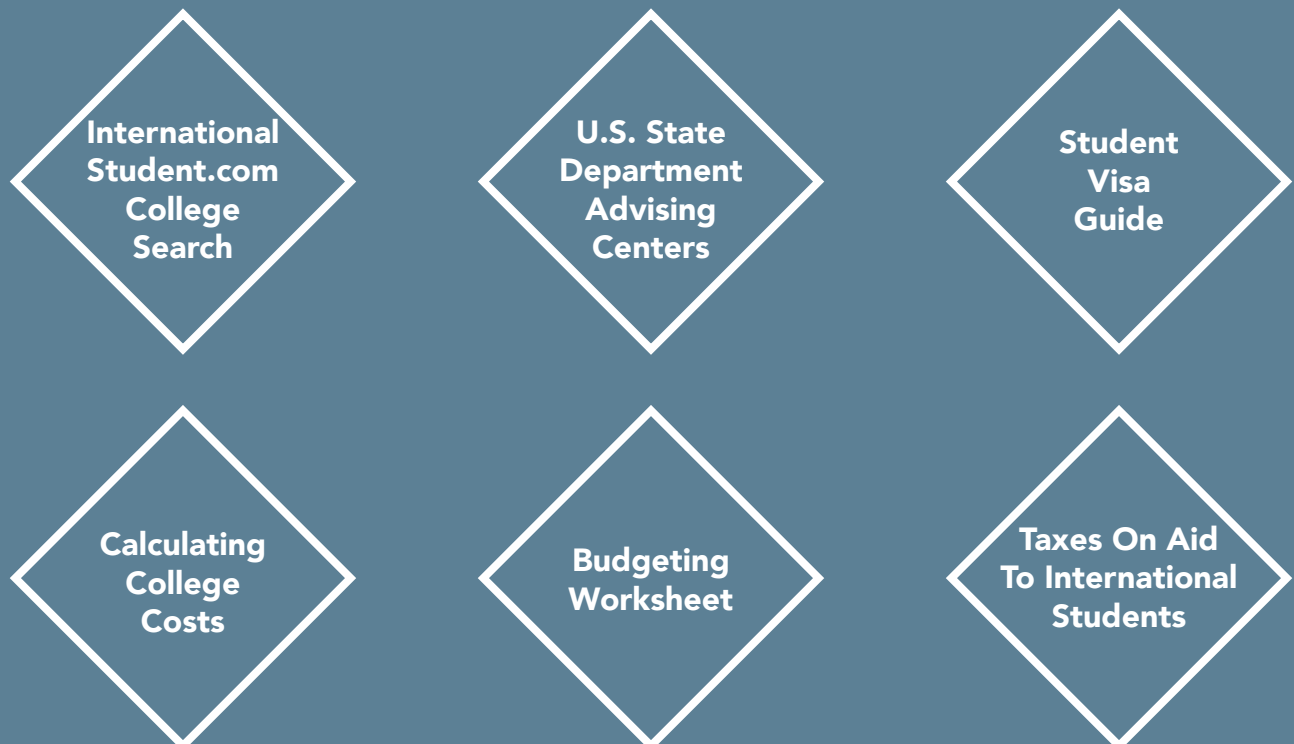 International
Student.com
College
Search
U.S. State
Department
Advising
Centers
Student
Visa
Guide
Calculating
College
Costs
Budgeting
Worksheet
Taxes On Aid
To International
Students